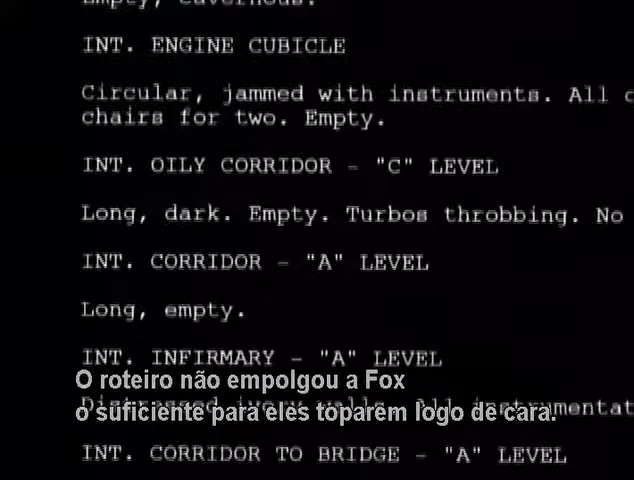 Empty, cavernous.
INT. ENGINE CUBICLE
Circular, jammed with instruments. All
chairs for two. Empty.
INT. OILY CORRIDOR - "C" LEVEL
Long, dark. Empty. Turbos throbbing. No
INT. CORRIDOR - "A" LEVEL
Long, empty.
INT. INFIRMARY - "A" LEVEL
O roteiro não empolgou a Fox
o suficiente para eles toparem logo de cara.
INT. CORRIDOR TO BRIDGE - "A" LEVEL